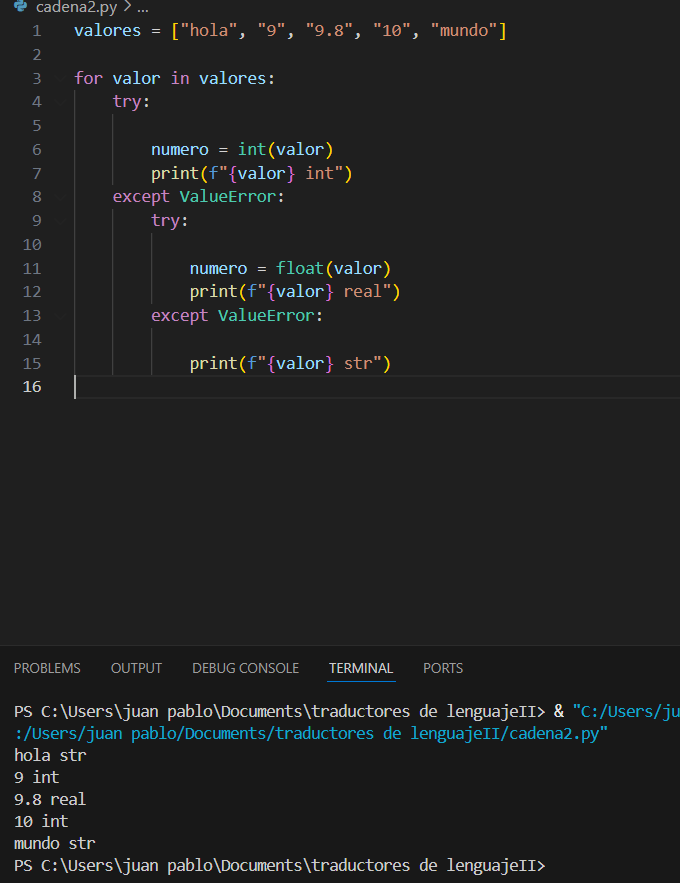 cadena2.py > ...
1 valores = ["hola", "9", "9.8", "10", "mundo"]
2
3 for valor in valores:
4     try:
5
6         numero = int(valor)
7         print(f"{valor} int")
8     except ValueError:
9         try:
10
11             numero = float(valor)
12             print(f"{valor} real")
13         except ValueError:
14
15             print(f"{valor} str")
16
PROBLEMS OUTPUT DEBUG CONSOLE TERMINAL PORTS
PS C:\Users\juan pablo\Documents\traductores de lenguajeII> & "C:/Users/ju
:/Users/juan pablo/Documents/traductores de lenguajeII/cadena2.py"
hola str
9 int
9.8 real
10 int
mundo str
PS C:\Users\juan pablo\Documents\traductores de lenguajeII>